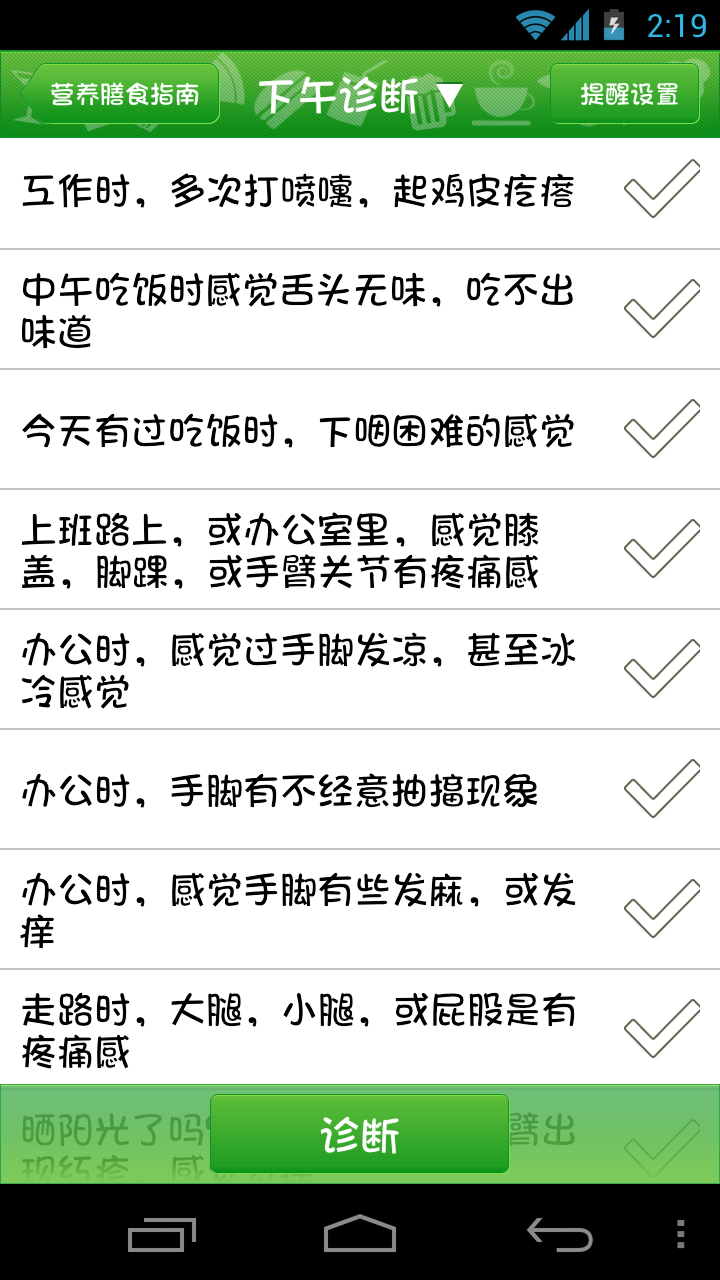 2:19
营养膳食指南
下午诊断
提醒设置
互作时，多次打喷嚏，起鸡皮疙瘩
中午吃饭时感觉舌头无味，吃不出
味道
今天有过吃饭时，下咽困难的感觉
上班路上，或办公室里，感觉膝
盖，脚踝，或手臂关节有疼痛感
办公时，感觉过手脚发凉，甚至冰
冷感觉
办公时，手脚有不经意抽搐现象
办公时，感觉手脚有些发麻，或发
痒
走路时，大腿，小腿，或屁股是有
疼痛感
晒阳光了吗
臂出
现红疹，感
诊断